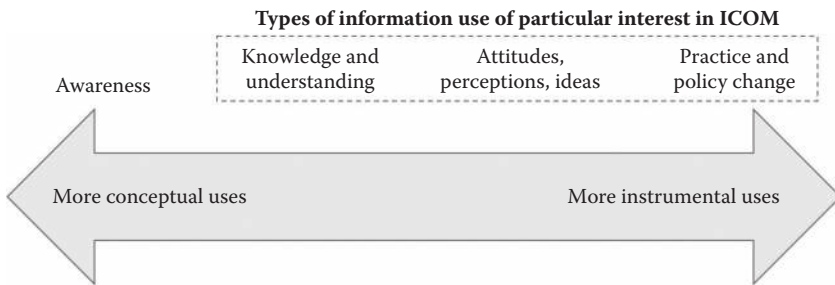 Types of information use of particular interest in ICOM
Knowledge and understanding
Attitudes, perceptions, ideas
Practice and policy change
Awareness
More conceptual uses
More instrumental uses